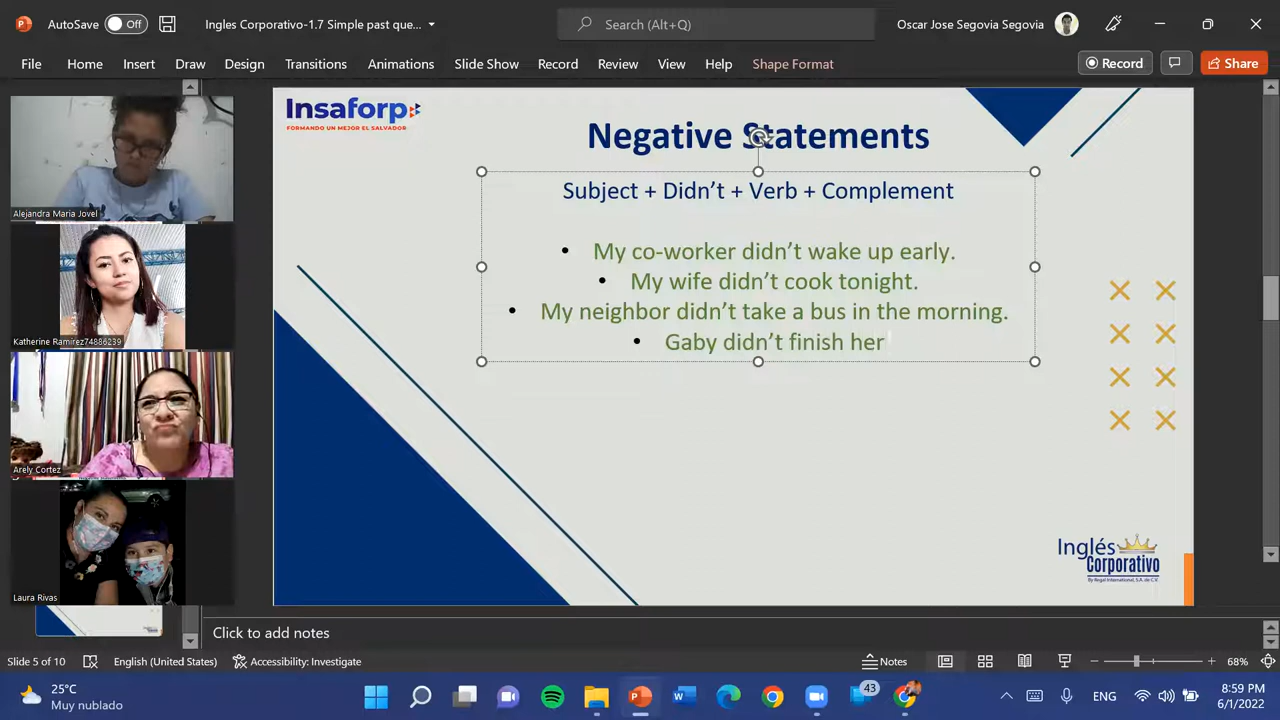 AutoSave Off Ingles Corporativo-1.7 Simple past que... Search (Alt+Q) Oscar Jose Segovia Segovia
File Home Insert Draw Design Transitions Animations Slide Show Record Review View Help Shape Format Record Share
Insaforp
FORMANDO UN MEJOR EL SALVADOR
Negative Statements
Subject + Didn't + Verb + Complement
• My co-worker didn't wake up early.
• My wife didn't cook tonight.
• My neighbor didn't take a bus in the morning.
• Gaby didn't finish her
Alejandra Maria Jovel
Katherine Ramirez74886239
Arely Cortez
Laura Rivas
Inglés
Corporativo
By Regal International, S.A. de C.V.
Click to add notes
Slide 5 of 10 English (United States) Accessibility: Investigate Notes 68%
25°C
Muy nublado
43
ENG
8:59 PM
6/1/2022